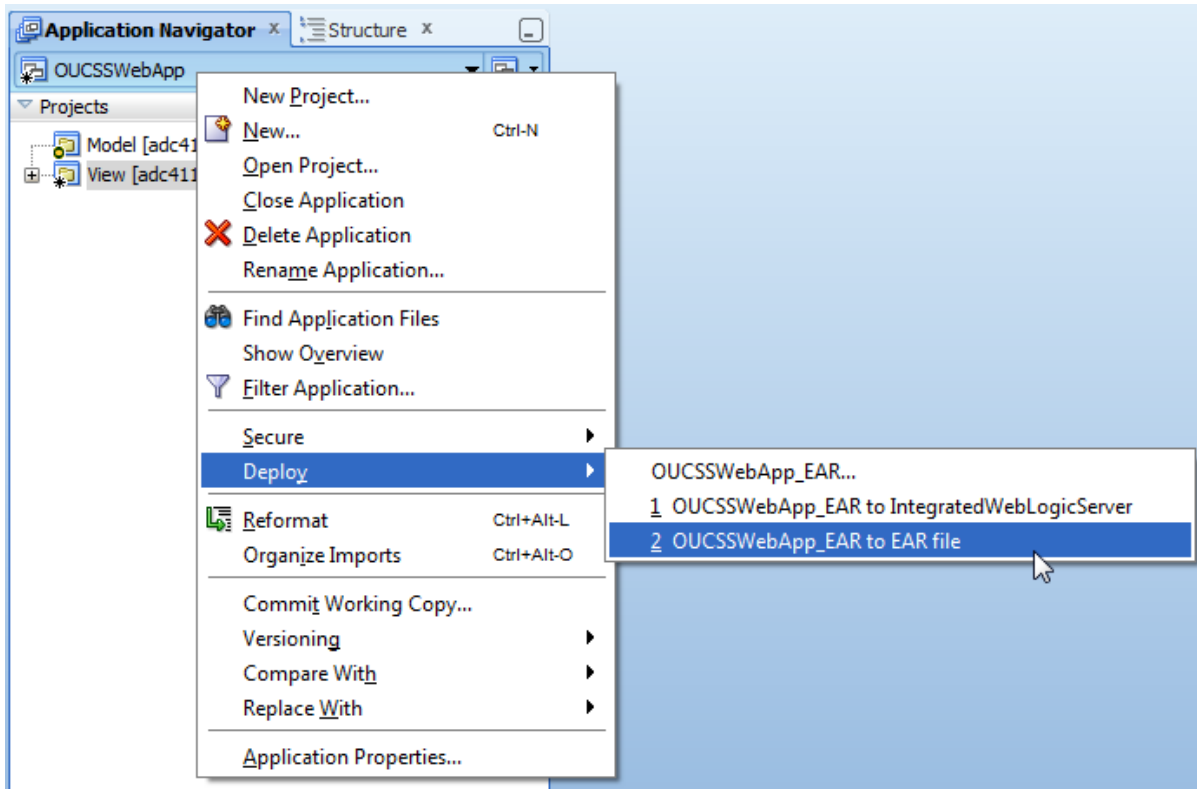 Application Navigator x Structure x
OUCSSWebApp
Projects
Model [adc41
View [adc411
New Project...
New... Ctrl-N
Open Project...
Close Application
Delete Application
Rename Application...
Find Application Files
Show Overview
Filter Application...
Secure
Deploy
OUCSSWebApp_EAR...
1 OUCSSWebApp_EAR to IntegratedWebLogicServer
2 OUCSSWebApp_EAR to EAR file
Reformat Ctrl+Alt-L
Organize Imports Ctrl+Alt-O
Commit Working Copy...
Versioning
Compare With
Replace With
Application Properties...